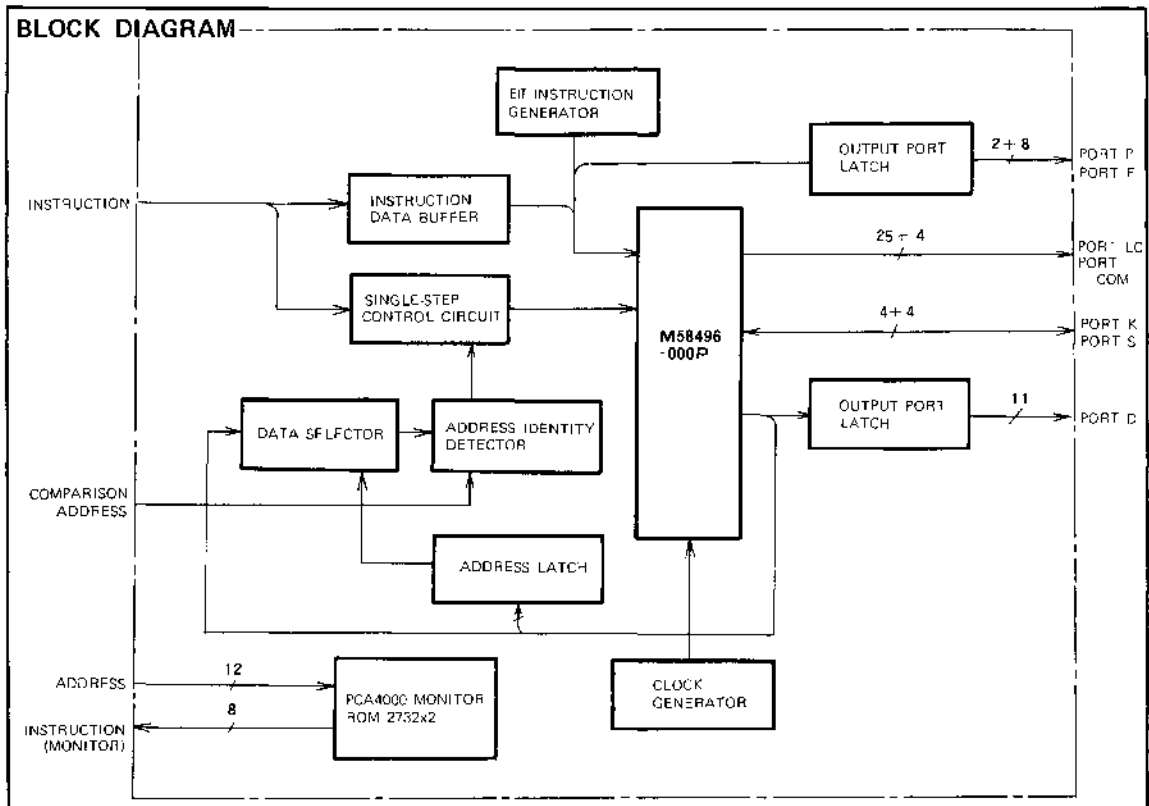 BLOCK DIAGRAM
EIT INSTRUCTION
GENERATOR
OUTPUT PORT
LATCH
2+8
PORT P
PORT F
INSTRUCTION
INSTRUCTION
DATA BUFFER
25+4
PORT LC
PORT
COM
SINGLE-STEP
CONTROL CIRCUIT
M58496
-000P
4+4
PORT K
PORT S
DATA SELECTOR
ADDRESS IDENTITY
DETECTOR
OUTPUT PORT
LATCH
11
PORT D
COMPARISON
ADDRESS
ADDRESS LATCH
ADDRESS
12
PCA4000 MONITOR
ROM 2732x2
CLOCK
GENERATOR
INSTRUCTION
(MONITOR)
8